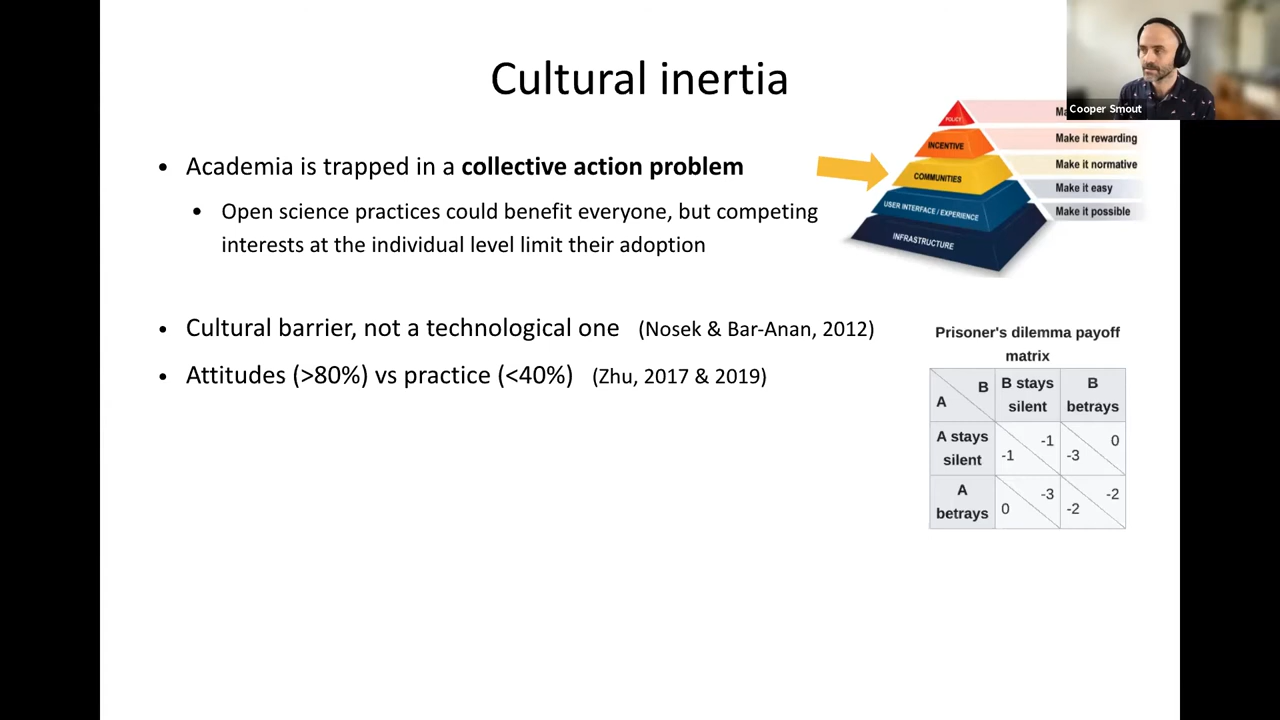 Cultural inertia
Cooper Smout
• Academia is trapped in a collective action problem
• Open science practices could benefit everyone, but competing
interests at the individual level limit their adoption
• Cultural barrier, not a technological one (Nosek & Bar-Anan, 2012)
• Attitudes (>80%) vs practice (<40%) (Zhu, 2017 & 2019)
POLICY
INCENTIVE Make it rewarding
COMMUNITIES Make it normative
USER INTERFACE / EXPERIENCE Make it easy
INFRASTRUCTURE Make it possible
Prisoner's dilemma payoff
matrix
B
A
B stays
silent
B
betrays
A stays
silent
-1
-1
0
-3
A
betrays
-3
0
-2
-2